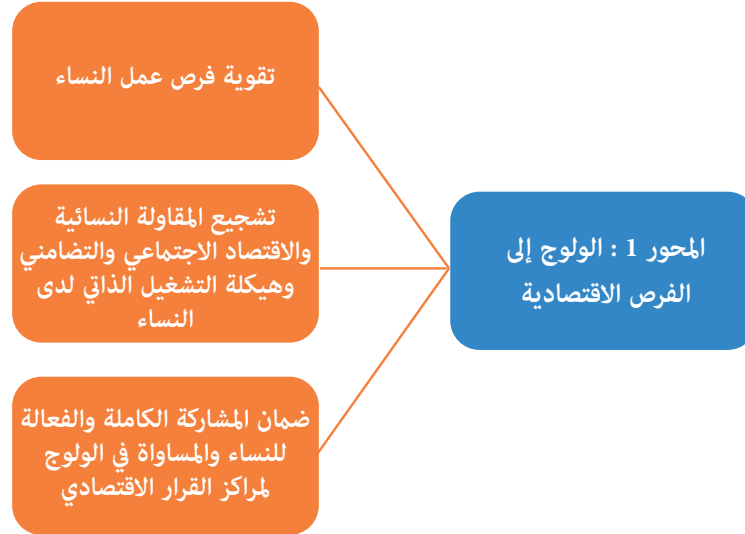 المحور 1 : الولوج إلى
الفرص الاقتصادية
تقوية فرص عمل النساء
تشجيع المقاولة النسائية
والاقتصاد الاجتماعي والتضامني
وهيكلة التشغيل الذاتي لدى
النساء
ضمان المشاركة الكاملة والفعالة
للنساء والمساواة في الولوج
لمراكز القرار الاقتصادي